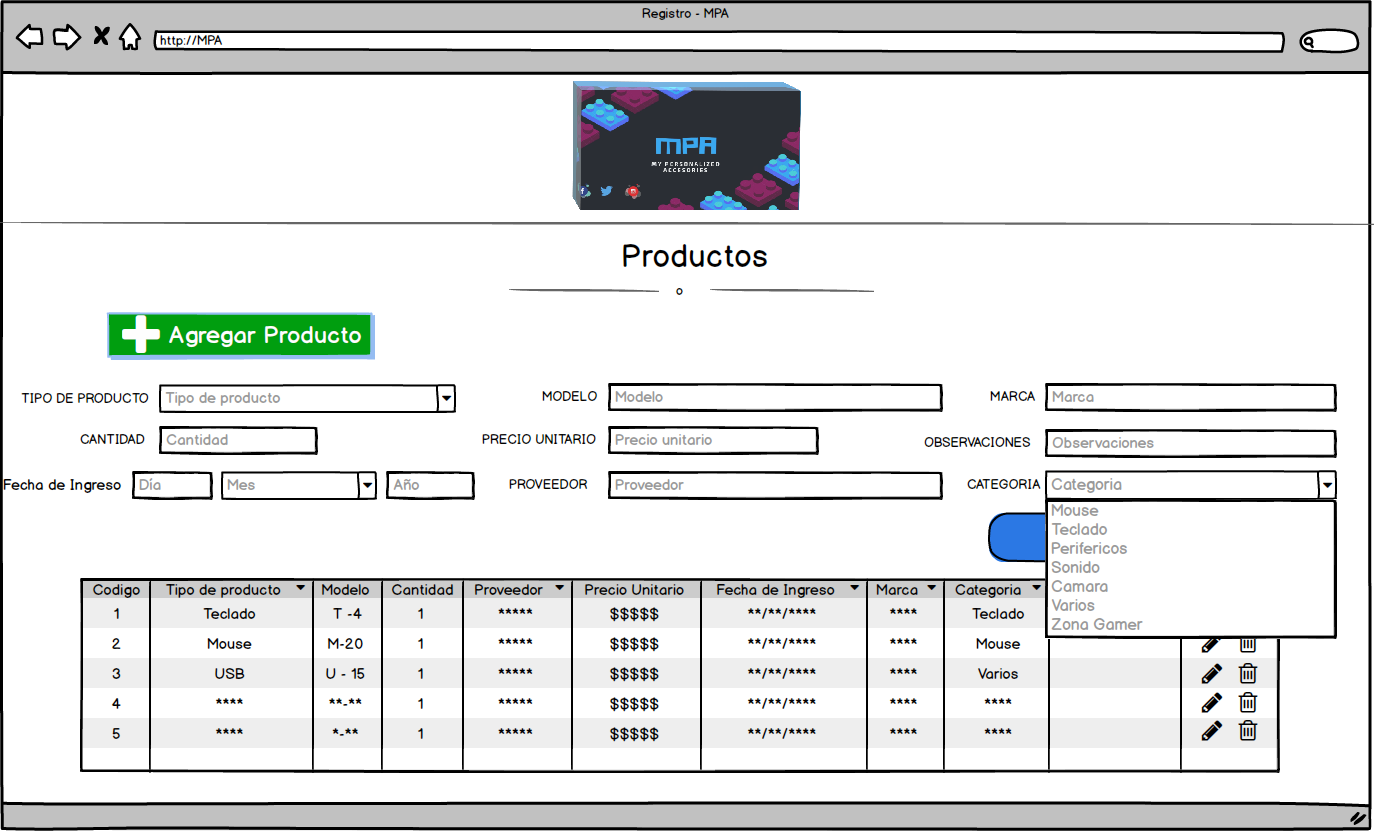 Registro - MPA
http://MPA
MPA
MY PERSONALIZED
ACCESORIES
Productos
o
Agregar Producto
TIPO DE PRODUCTO Tipo de producto MODELO Modelo MARCA Marca
CANTIDAD Cantidad PRECIO UNITARIO Precio unitario OBSERVACIONES Observaciones
Fecha de Ingreso Día Mes Año PROVEEDOR Proveedor CATEGORIA Categoria
Mouse
Teclado
Perifericos
Sonido
Camara
Varios
Zona Gamer
Codigo Tipo de producto Modelo Cantidad Proveedor Precio Unitario Fecha de Ingreso Marca Categoria
1 Teclado T -4 1 ***** $$$$$ **/**/**** **** Teclado
2 Mouse M-20 1 ***** $$$$$ **/**/**** **** Mouse
3 USB U - 15 1 ***** $$$$$ **/**/**** **** Varios
4 **** **-** 1 ***** $$$$$ **/**/**** **** ****
5 **** *-** 1 ***** $$$$$ **/**/**** **** ****